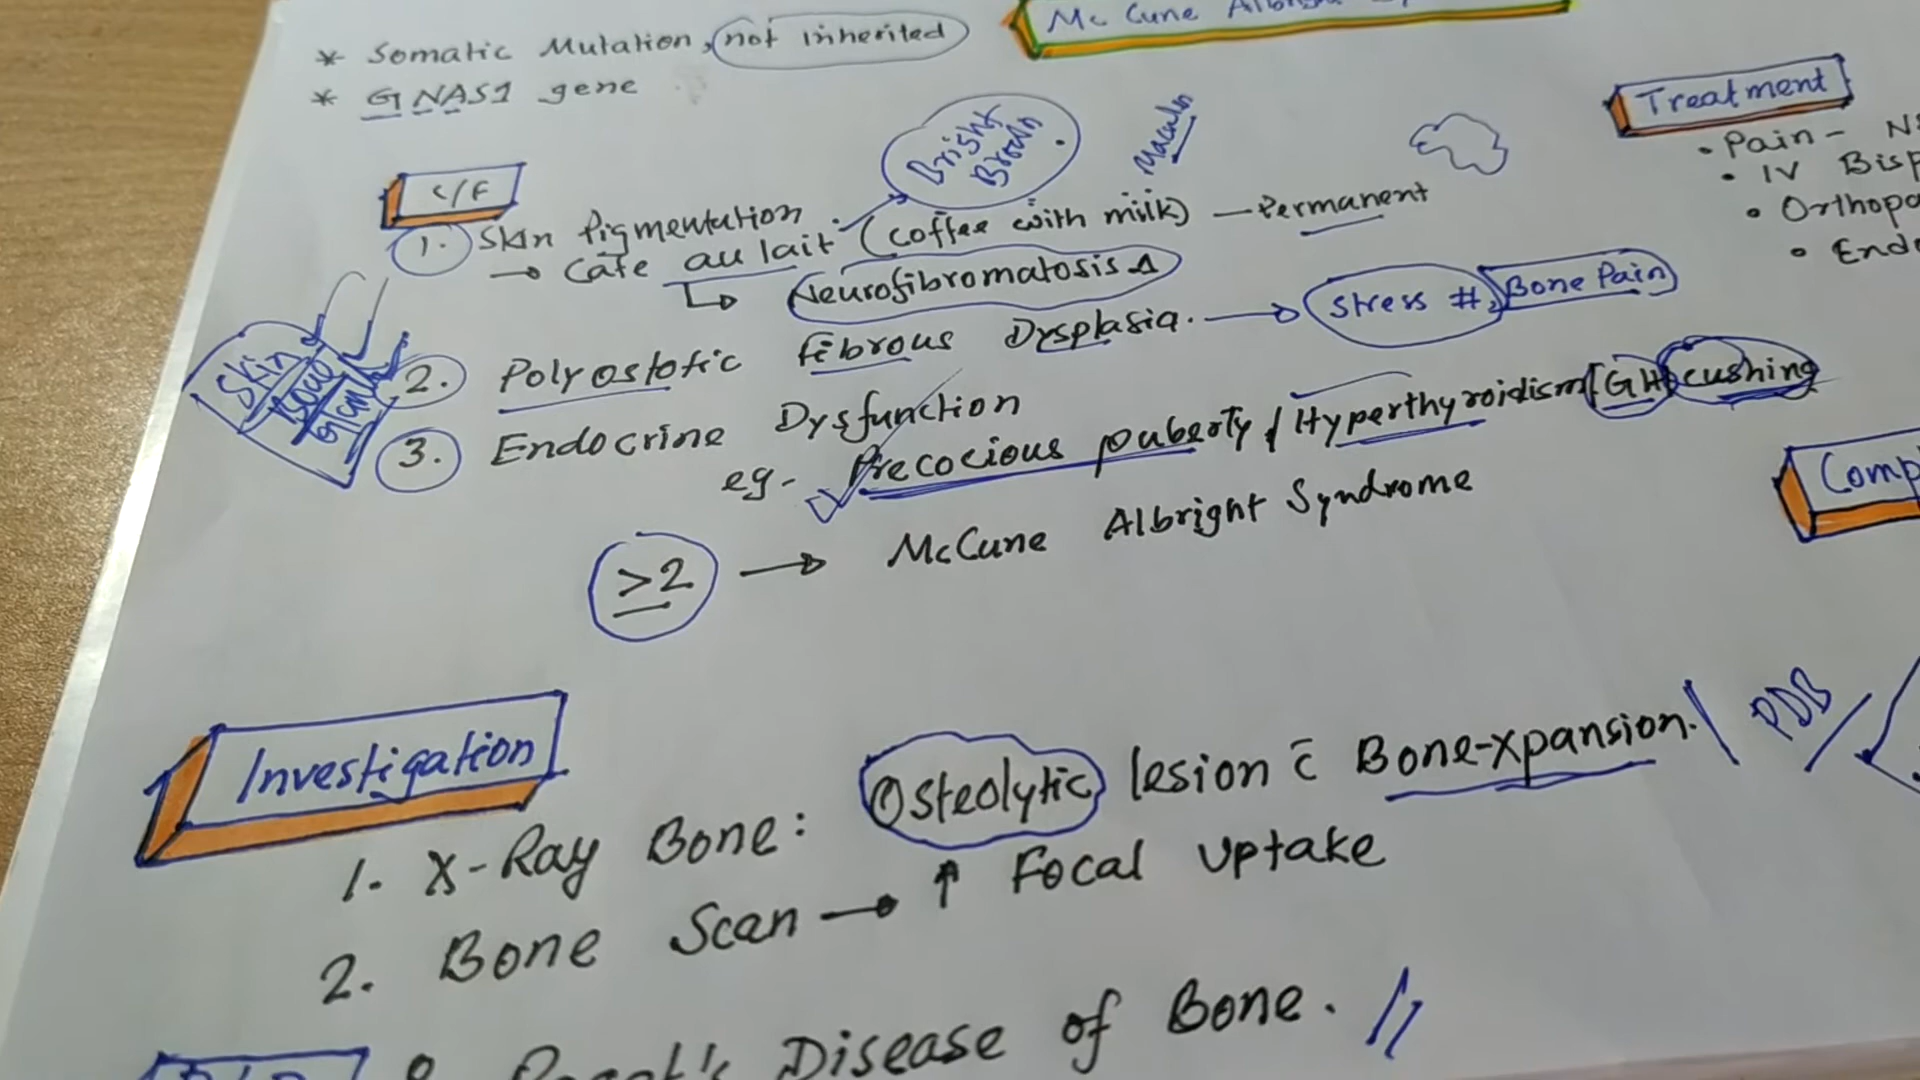 Mc Cune
* Somatic Mutation, not inherited
* GNAS1 gene
C/F
Bright Brown
Macule
1. Skin Pigmentation
→ Cafe au lait (coffee with milk) — Permanent
↳ Neurofibromatosis Δ
2. Polyostotic fibrous Dysplasia. → Stress #, Bone Pain
3. Endocrine Dysfunction
eg- Precocious puberty / Hyperthyroidism [GH) cushing
Skin
Bone
gland
≥2 → McCune Albright Syndrome
Treatment
• Pain -
• IV
•
•
Investigation
1. X-Ray Bone: Osteolytic lesion c̄ Bone-xpansion.
2. Bone Scan → ↑ Focal uptake
PDB
Disease of Bone. //